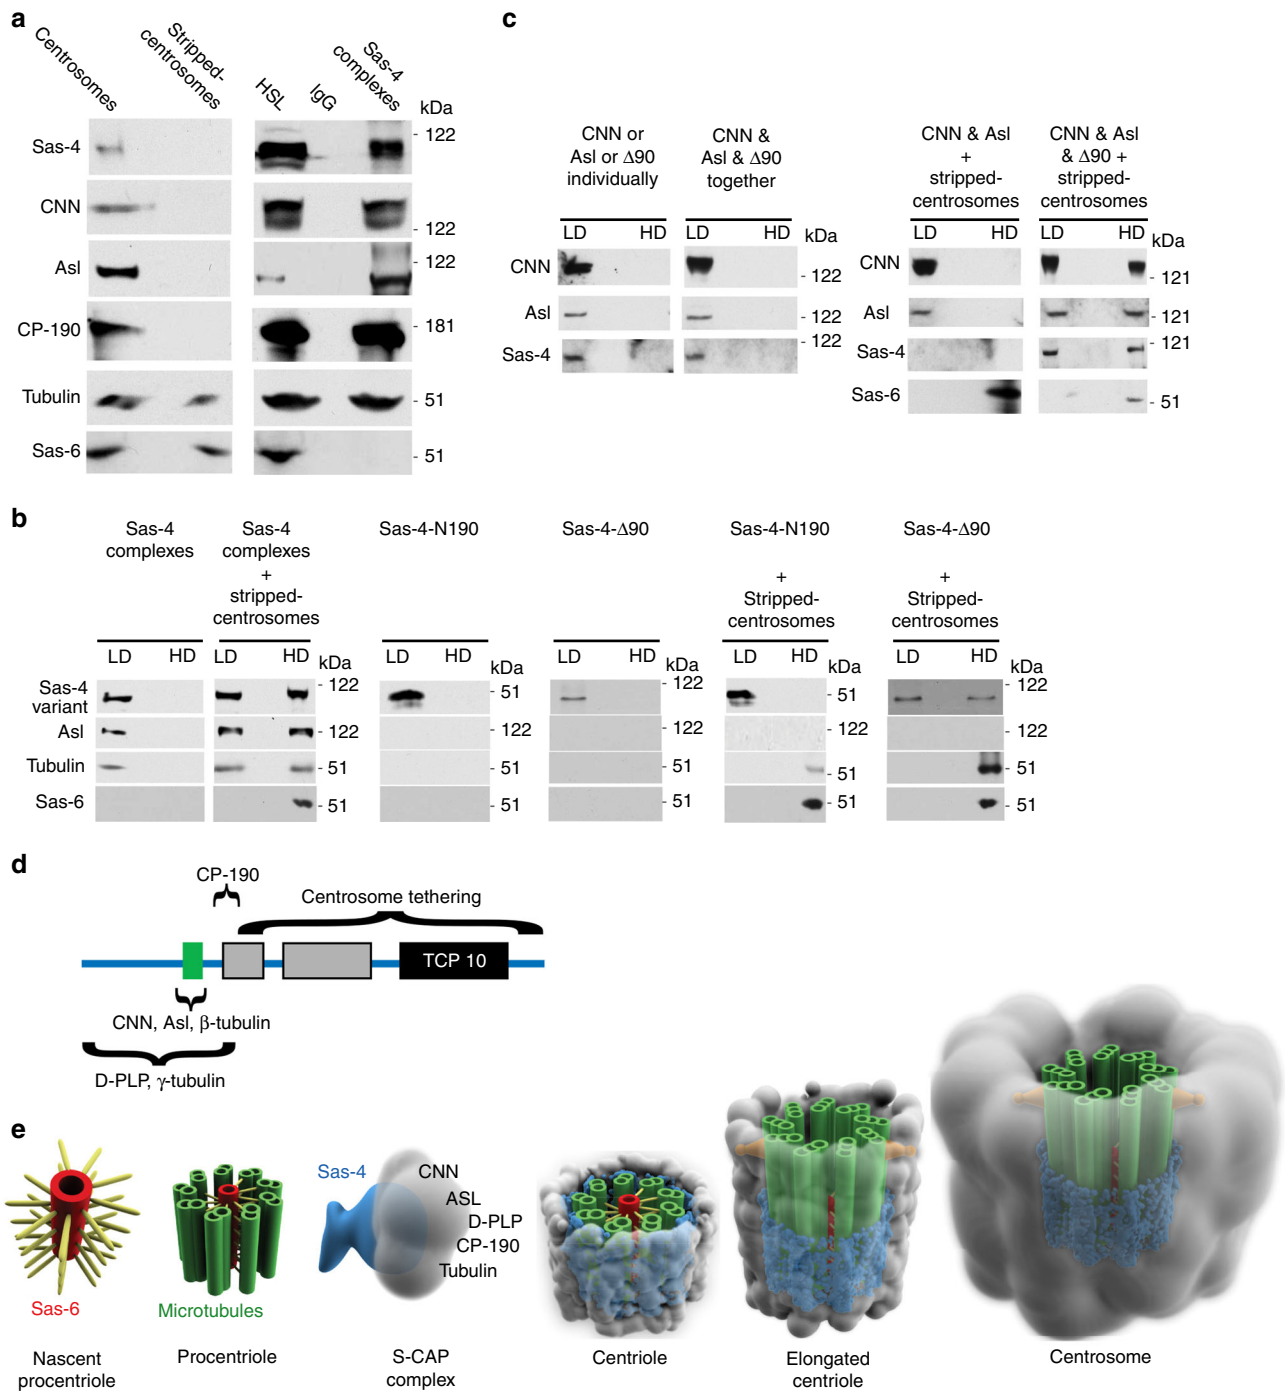 a
Centrosomes
Stripped-
centrosomes
HSL
IgG
Sas-4
complexes
kDa
Sas-4
122
CNN
122
Asl
122
CP-190
181
Tubulin
51
Sas-6
51
c
CNN or
Asl or Δ90
individually
CNN &
Asl & Δ90
together
CNN & Asl
+
stripped-
centrosomes
CNN & Asl
& Δ90 +
stripped-
centrosomes
LD HD LD HD kDa
LD HD LD HD kDa
CNN
122
CNN
121
Asl
122
Asl
121
Sas-4
122
Sas-4
121
Sas-6
51
b
Sas-4
complexes
Sas-4
complexes
+
stripped-
centrosomes
Sas-4-N190
Sas-4-Δ90
Sas-4-N190
+
Stripped-
centrosomes
Sas-4-Δ90
+
Stripped-
centrosomes
LD HD LD HD kDa LD HD kDa LD HD kDa LD HD kDa LD HD kDa
Sas-4
variant
122 51 122 51 122
Asl
122 122 122 122 122
Tubulin
51 51 51 51 51
Sas-6
51 51 51 51 51
d
CP-190
Centrosome tethering
TCP 10
CNN, Asl, β-tubulin
D-PLP, γ-tubulin
e
Sas-6
Nascent
procentriole
Microtubules
Procentriole
Sas-4
CNN
ASL
D-PLP
CP-190
Tubulin
S-CAP
complex
Centriole
Elongated
centriole
Centrosome